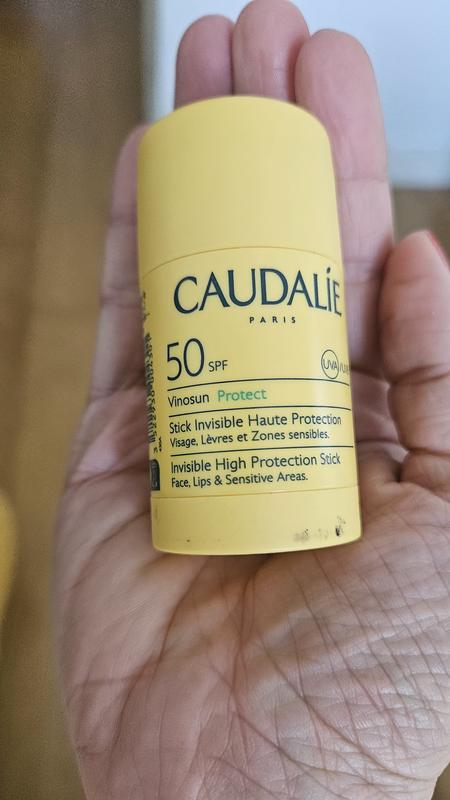 CAUDALÍE
PARIS
50 SPF
UVA
Vinosun Protect
Stick Invisible Haute Protection
Visage, Lèvres et Zones sensibles.
Invisible High Protection Stick
Face, Lips & Sensitive Areas.